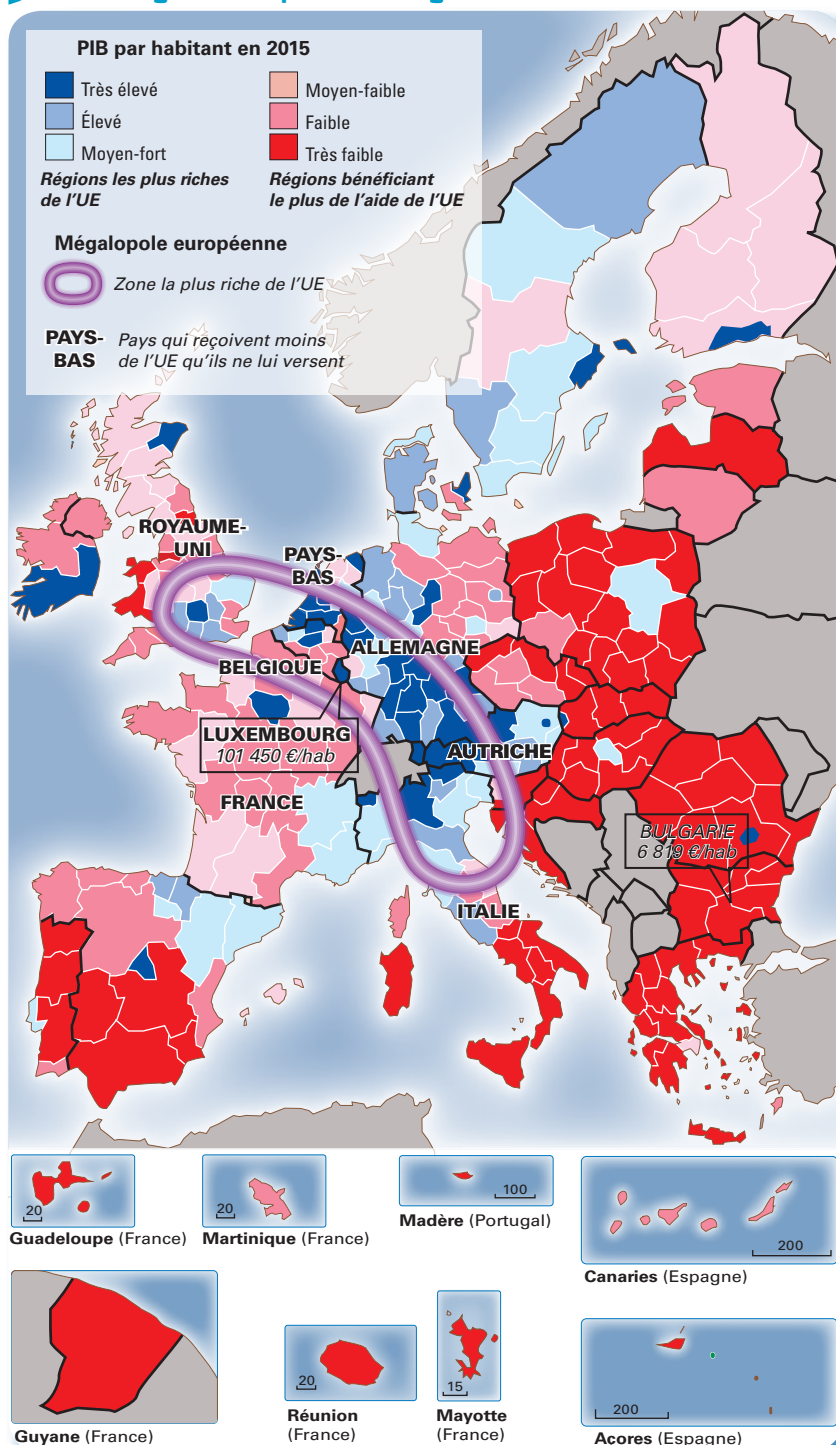 PIB par habitant en 2015
Très élevé
Élevé
Moyen-fort
Régions les plus riches
de l'UE
Moyen-faible
Faible
Très faible
Régions bénéficiant
le plus de l'aide de l'UE
Mégalopole européenne
Zone la plus riche de l'UE
PAYS-
BAS
Pays qui reçoivent moins
de l'UE qu'ils ne lui versent
ROYAUME-
UNI
PAYS-
BAS
ALLEMAGNE
BELGIQUE
LUXEMBOURG
101 450 €/hab
AUTRICHE
FRANCE
BULGARIE
6 819 €/hab
ITALIE
20
Guadeloupe (France)
20
Martinique (France)
100
Madère (Portugal)
200
Canaries (Espagne)
Guyane (France)
20
Réunion
(France)
15
Mayotte
(France)
200
Açores (Espagne)